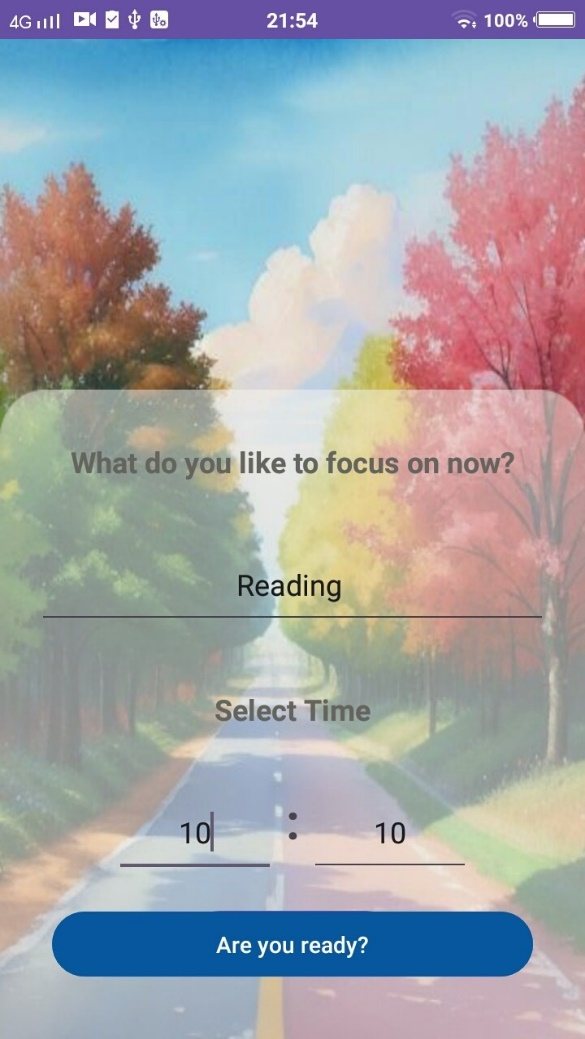 4G 21:54 100%
What do you like to focus on now?
Reading
Select Time
10 : 10
Are you ready?